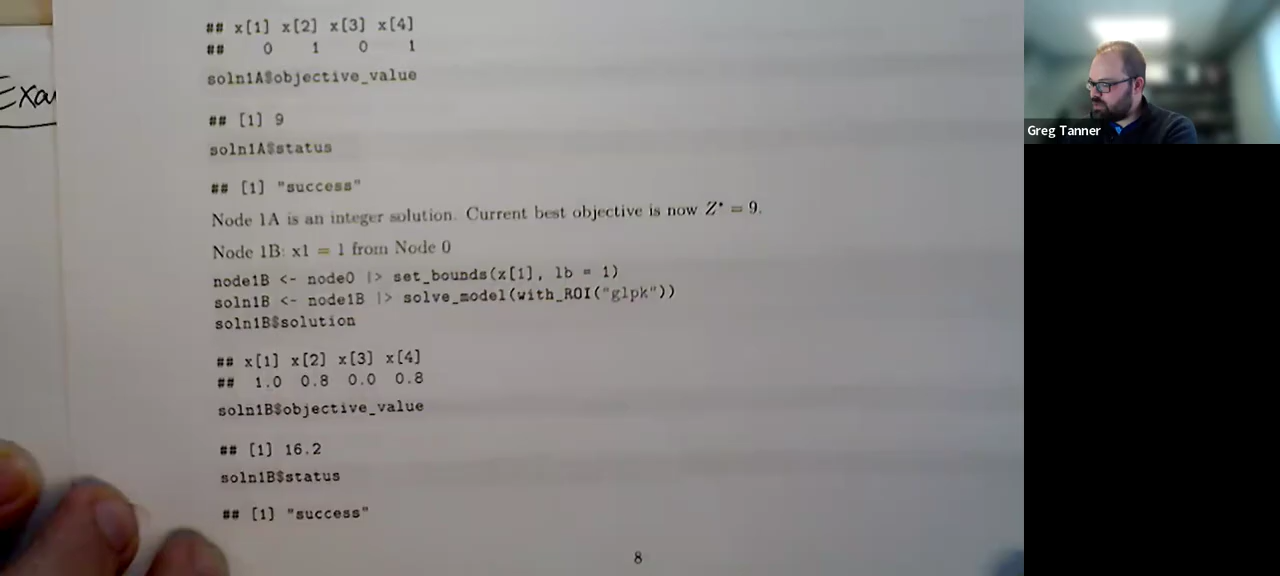 ## x[1] x[2] x[3] x[4]
## 0 1 0 1
soln1A$objective_value
## [1] 9
soln1A$status
## [1] "success"
Node 1A is an integer solution. Current best objective is now Z* = 9.
Node 1B: x1 = 1 from Node 0
node1B <- node0 |> set_bounds(x[1], lb = 1)
soln1B <- node1B |> solve_model(with_ROI("glpk"))
soln1B$solution
## x[1] x[2] x[3] x[4]
## 1.0 0.8 0.0 0.8
soln1B$objective_value
## [1] 16.2
soln1B$status
## [1] "success"
8
Exa
Greg Tanner